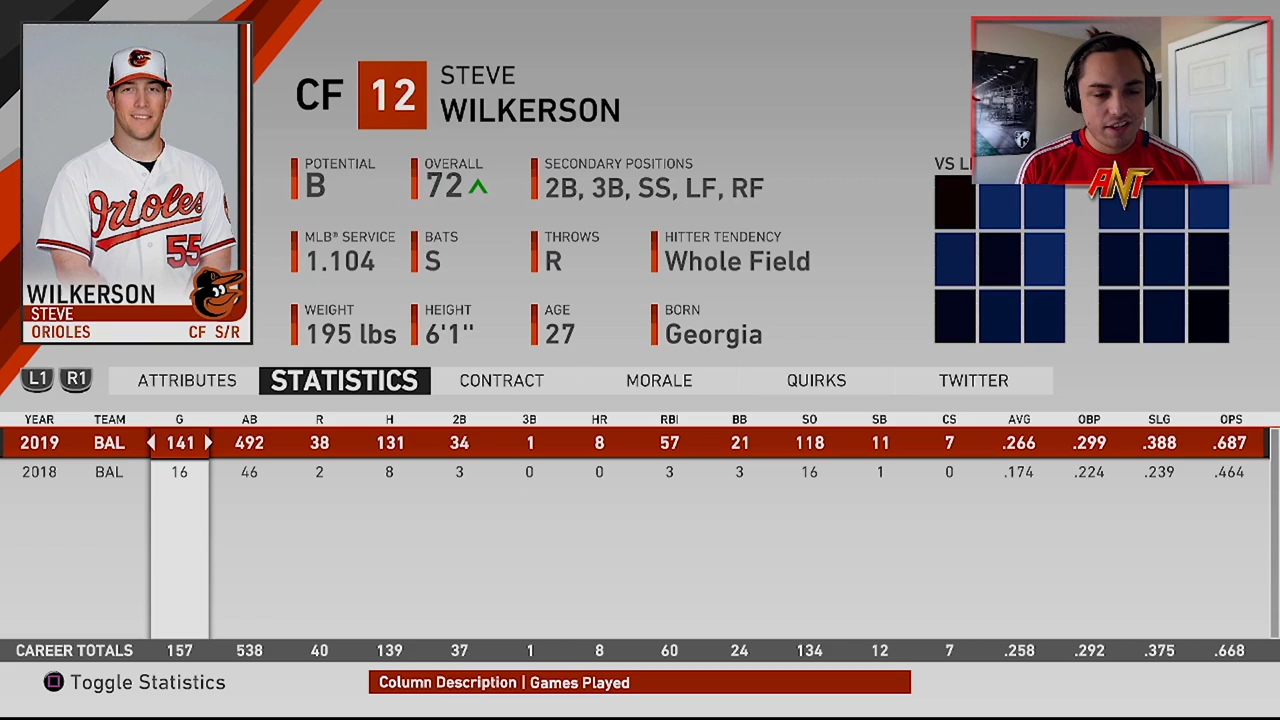 CF 12 STEVE
WILKERSON
POTENTIAL OVERALL SECONDARY POSITIONS
B 72 2B, 3B, SS, LF, RF
MLB® SERVICE BATS THROWS HITTER TENDENCY
1.104 S R Whole Field
WEIGHT HEIGHT AGE BORN
195 lbs 6'1" 27 Georgia
Orioles
55
WILKERSON
STEVE
ORIOLES CF S/R
VS L
ANT
L1 R1 ATTRIBUTES STATISTICS CONTRACT MORALE QUIRKS TWITTER
YEAR TEAM G AB R H 2B 3B HR RBI BB SO SB CS AVG OBP SLG OPS
2019 BAL 141 492 38 131 34 1 8 57 21 118 11 7 .266 .299 .388 .687
2018 BAL 16 46 2 8 3 0 0 3 3 16 1 0 .174 .224 .239 .464
CAREER TOTALS 157 538 40 139 37 1 8 60 24 134 12 7 .258 .292 .375 .668
Toggle Statistics
Column Description | Games Played